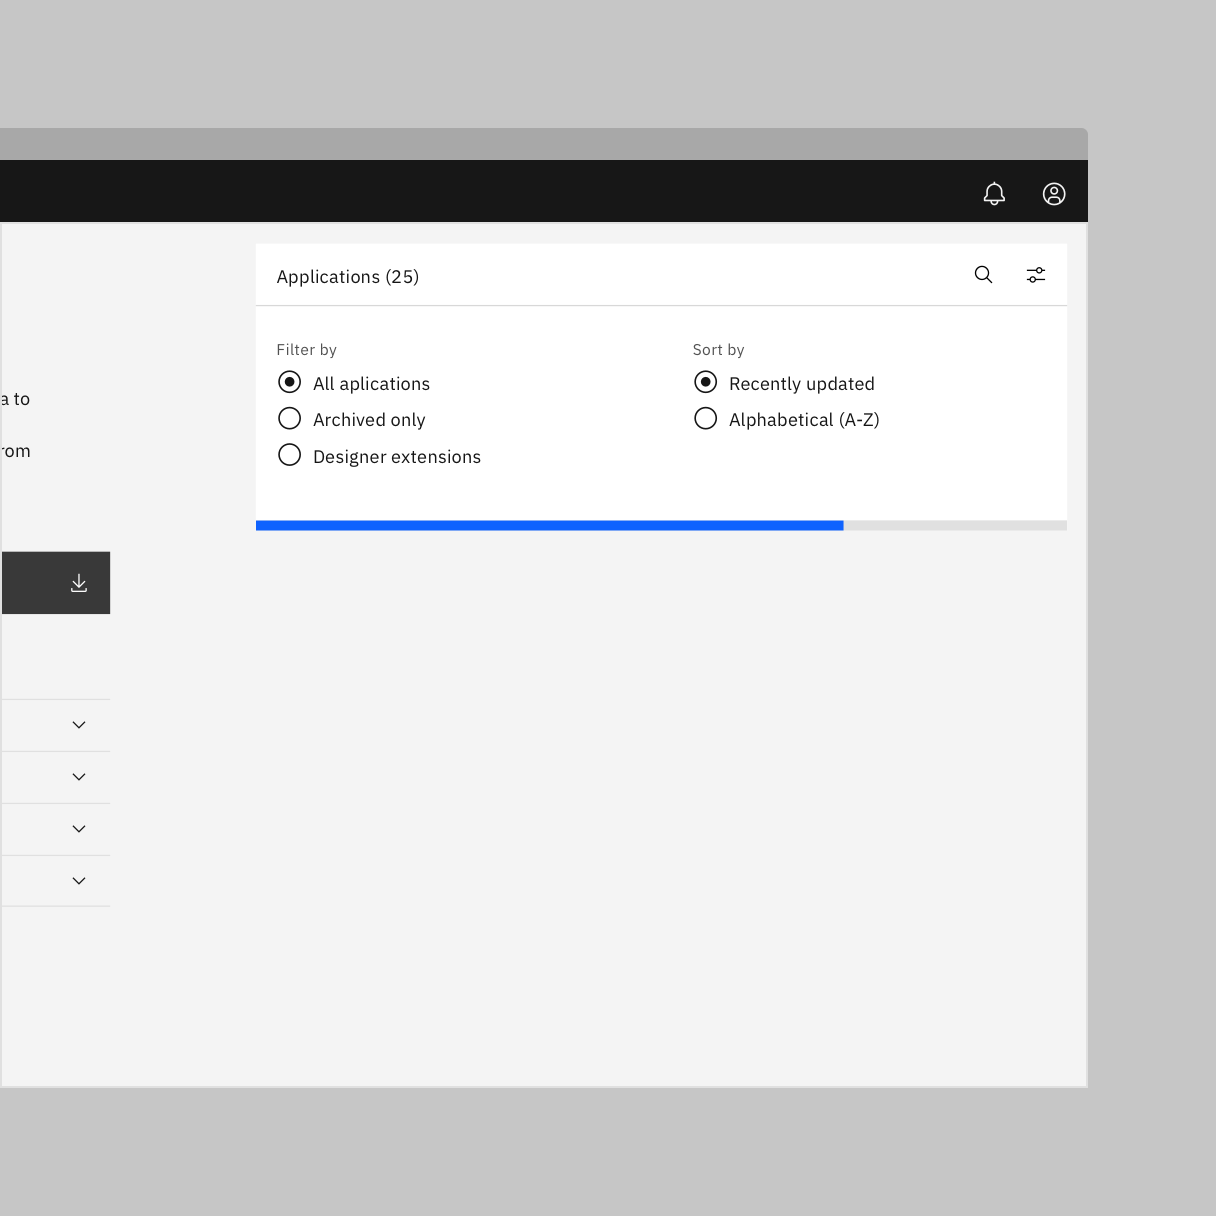 Applications (25)
Filter by
All aplications
Archived only
Designer extensions
Sort by
Recently updated
Alphabetical (A-Z)
a to
rom